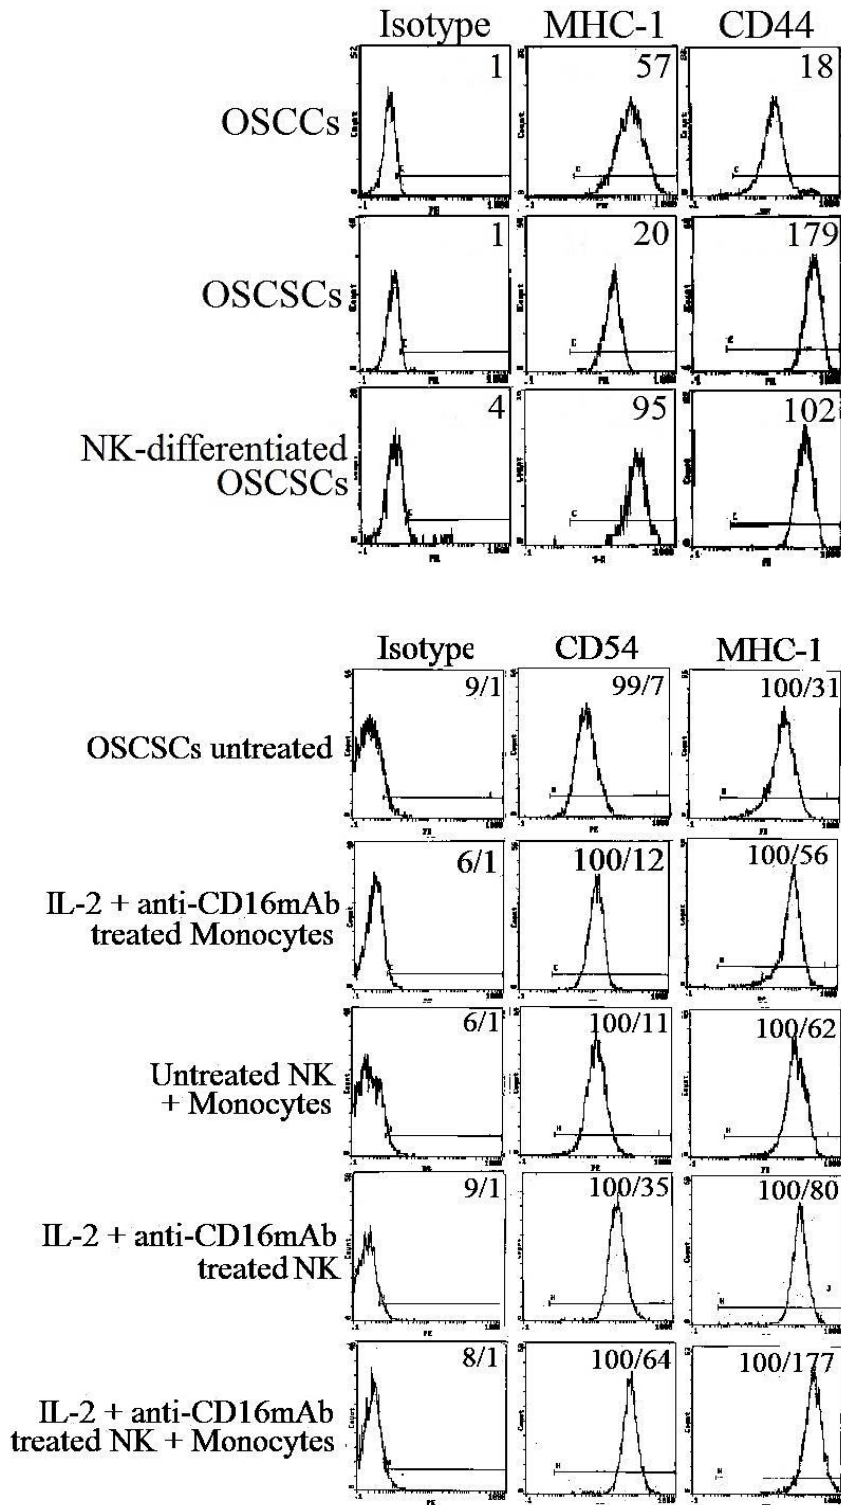 Isotype MHC-1 CD44
OSCCs 1 57 18
OSCSCs 1 20 179
NK-differentiated
OSCSCs 4 95 102
Isotype CD54 MHC-1
OSCSCs untreated 9/1 99/7 100/31
IL-2 + anti-CD16mAb
treated Monocytes 6/1 100/12 100/56
Untreated NK
+ Monocytes 6/1 100/11 100/62
IL-2 + anti-CD16mAb
treated NK 9/1 100/35 100/80
IL-2 + anti-CD16mAb
treated NK + Monocytes 8/1 100/64 100/177